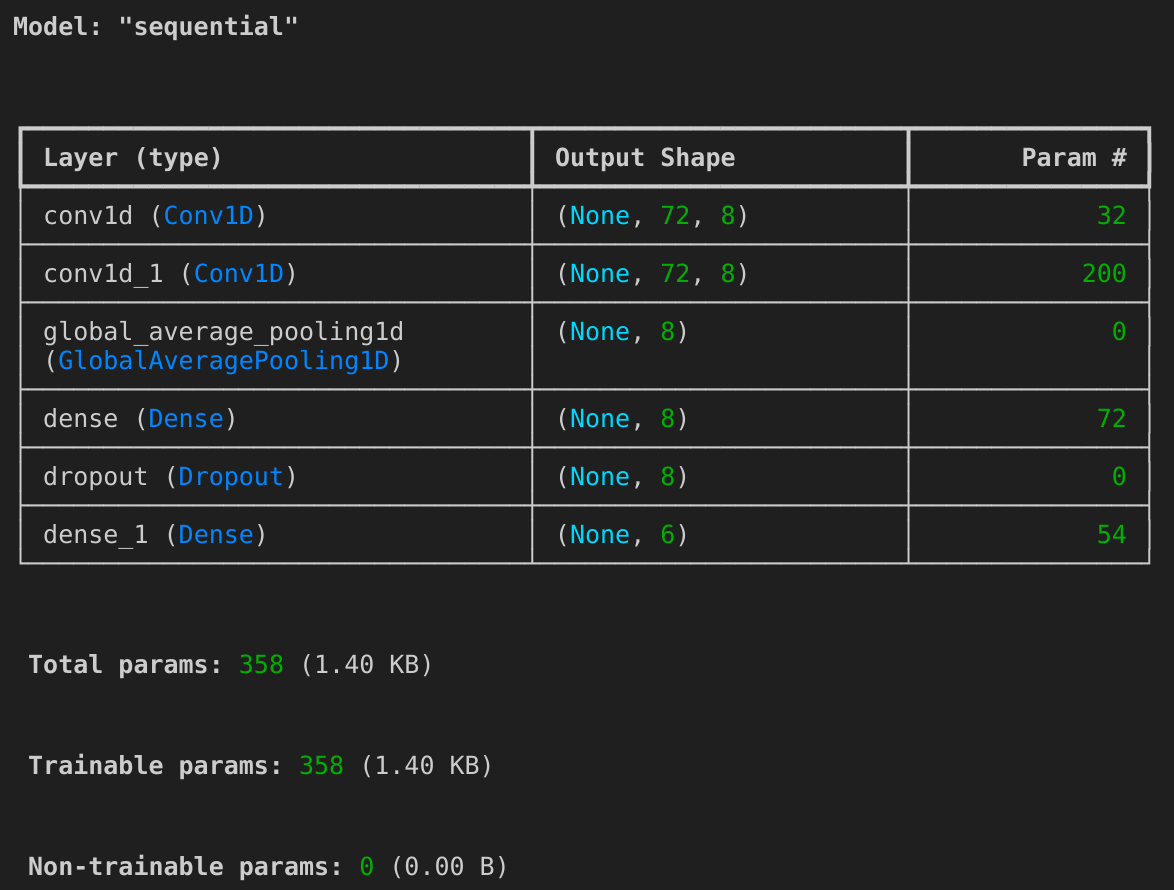 Model: "sequential"
Layer (type) Output Shape Param #
conv1d (Conv1D) (None, 72, 8) 32
conv1d_1 (Conv1D) (None, 72, 8) 200
global_average_pooling1d (None, 8) 0
(GlobalAveragePooling1D)
dense (Dense) (None, 8) 72
dropout (Dropout) (None, 8) 0
dense_1 (Dense) (None, 6) 54
Total params: 358 (1.40 KB)
Trainable params: 358 (1.40 KB)
Non-trainable params: 0 (0.00 B)